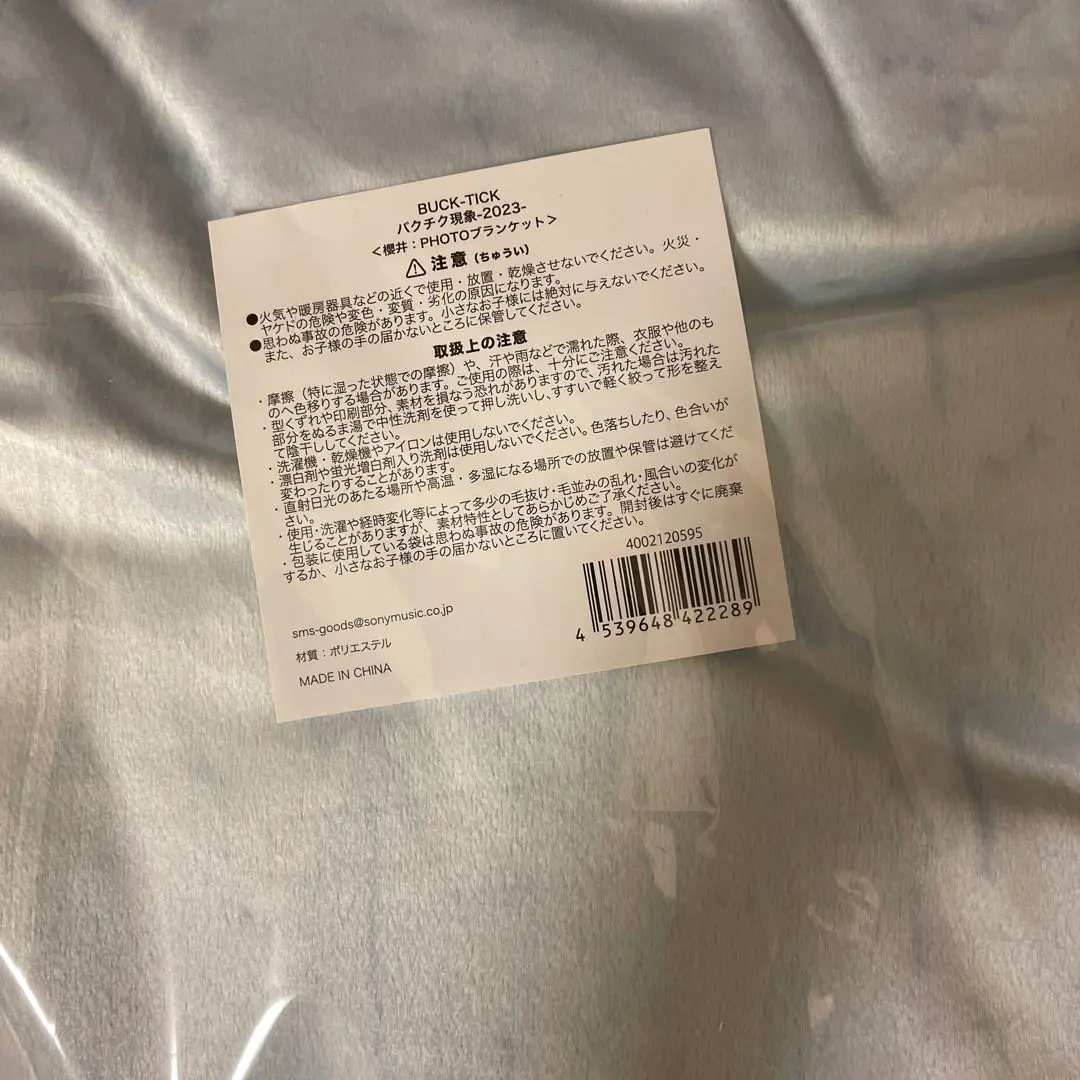 BUCK-TICK
バクチク現象-2023-
＜櫻井：PHOTOブランケット＞
⚠ 注意（ちゅうい）
●火気や暖房器具などの近くで使用・放置・乾燥させないでください。火災・
ヤケドの危険や変色・変質・劣化の原因になります。
●思わぬ事故の危険があります。小さなお子様には絶対に与えないでください。
また、お子様の手の届かないところに保管してください。
取扱上の注意
・摩擦（特に湿った状態での摩擦）や、汗や雨などで濡れた際、衣服や他のも
のへ色移りする場合があります。ご使用の際は、十分にご注意ください。
・型くずれや印刷部分、素材を損なう恐れがありますので、汚れた場合は汚れた
部分をぬるま湯で中性洗剤を使って押し洗いし、すすいで軽く絞って形を整え
て陰干ししてください。
・洗濯機・乾燥機やアイロンは使用しないでください。
・漂白剤や蛍光増白剤入り洗剤は使用しないでください。色落ちしたり、色合いが
変わったりすることがあります。
・直射日光のあたる場所や高温・多湿になる場所での放置や保管は避けてくだ
さい。
・使用・洗濯や経時変化等によって多少の毛抜け・毛並みの乱れ・風合いの変化が
生じることがありますが、素材特性としてあらかじめご了承ください。
・包装に使用している袋は思わぬ事故の危険があります。開封後はすぐに廃棄
するか、小さなお子様の手の届かないところに置いてください。
4002120595
4 539648 422289
sms-goods@sonymusic.co.jp
材質：ポリエステル
MADE IN CHINA